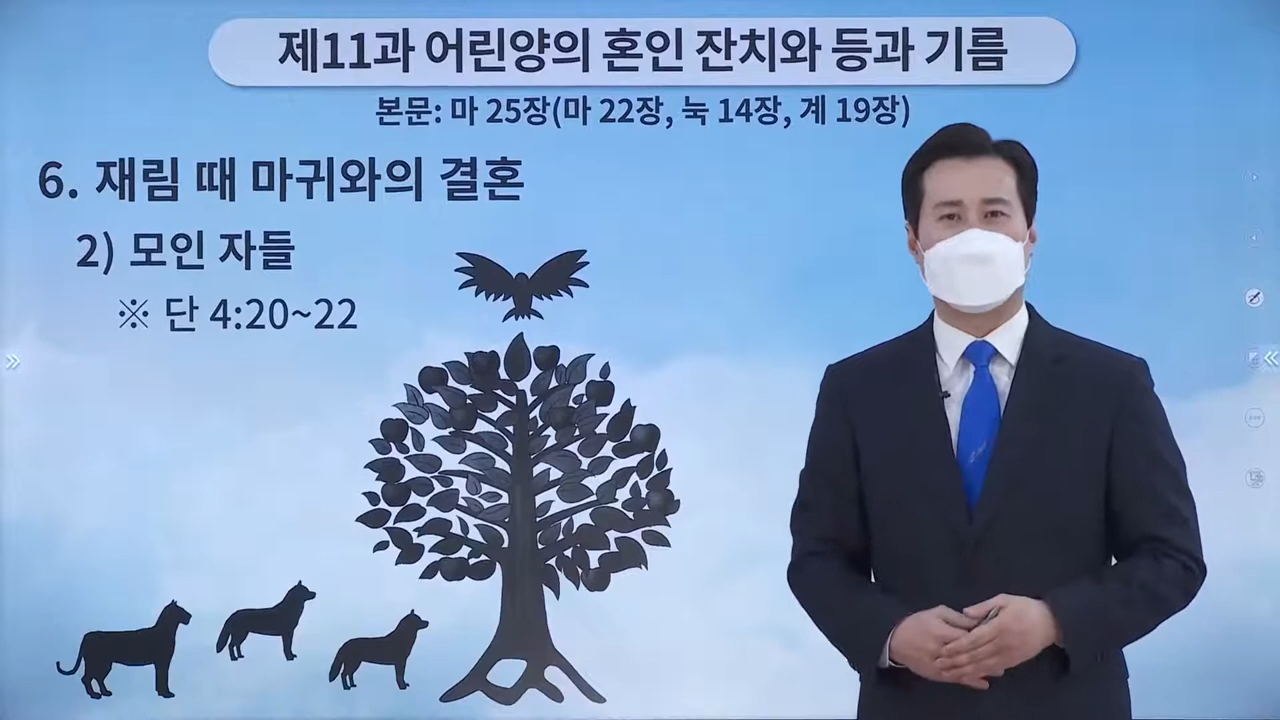 제11과 어린양의 혼인 잔치와 등과 기름
본문: 마 25장(마 22장, 눅 14장, 계 19장)
6. 재림 때 마귀와의 결혼
2) 모인 자들
※ 단 4:20~22